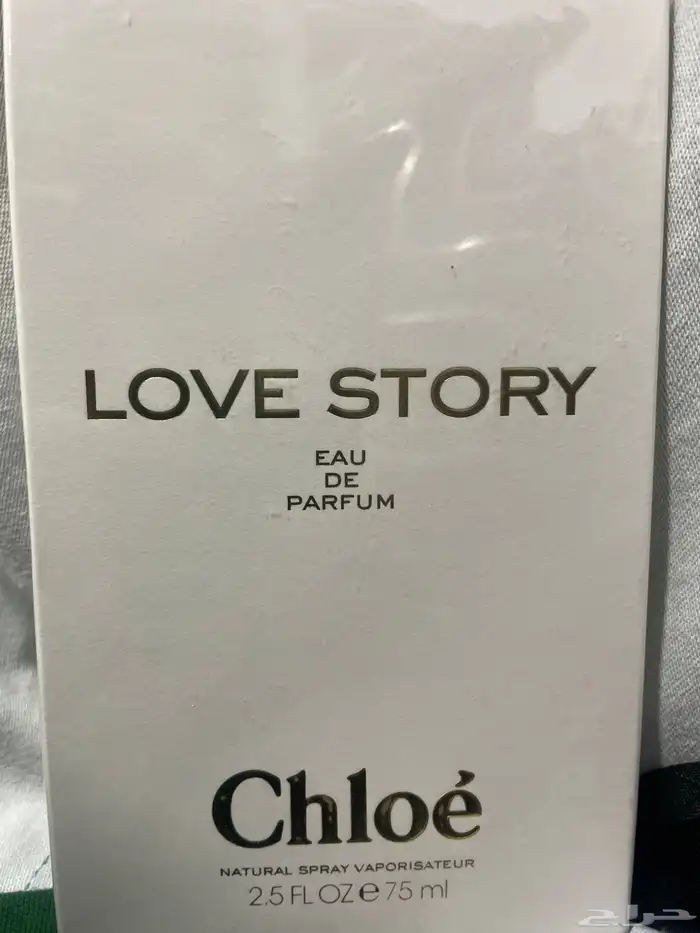 LOVE STORY
EAU
DE
PARFUM
Chloé
NATURAL SPRAY VAPORISATEUR
2,5 FL OZ e 75 ml
حراج